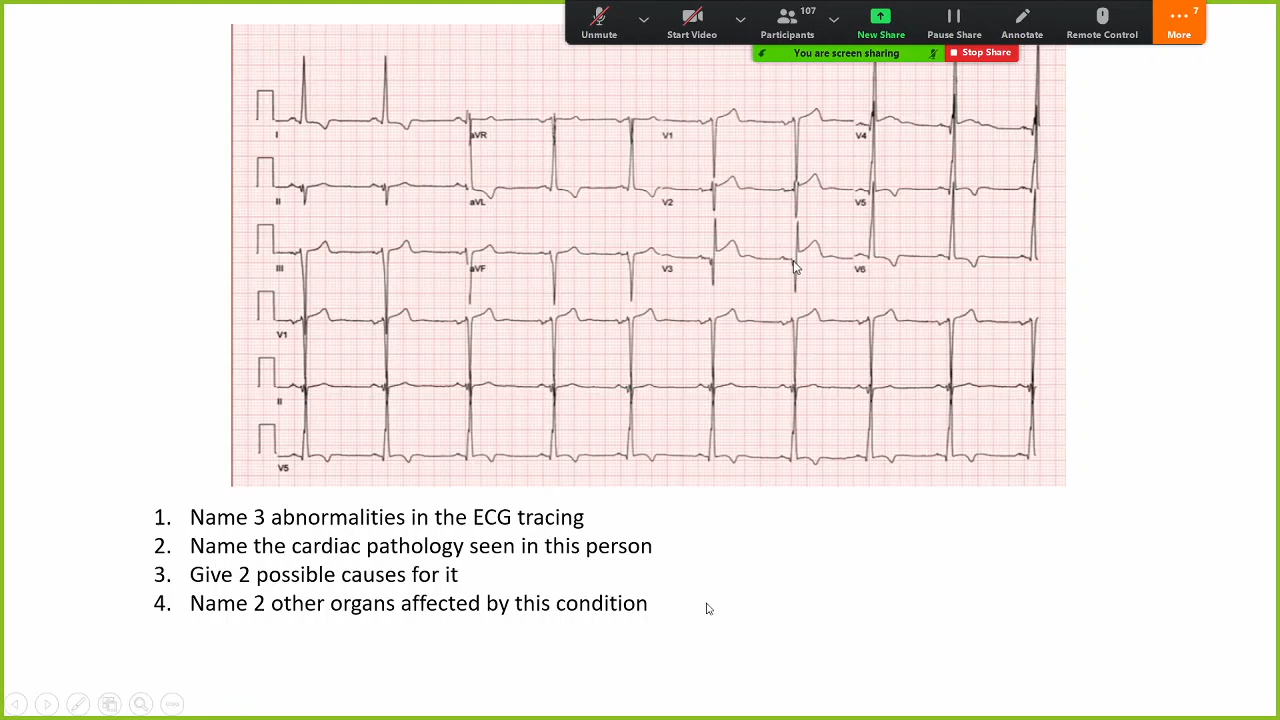 107
7
Unmute
Start Video
Participants
New Share
Pause Share
Annotate
Remote Control
More
You are screen sharing
Stop Share
I
aVR
V1
V4
II
aVL
V2
V5
III
aVF
V3
V6
V1
II
V5
1. Name 3 abnormalities in the ECG tracing
2. Name the cardiac pathology seen in this person
3. Give 2 possible causes for it
4. Name 2 other organs affected by this condition